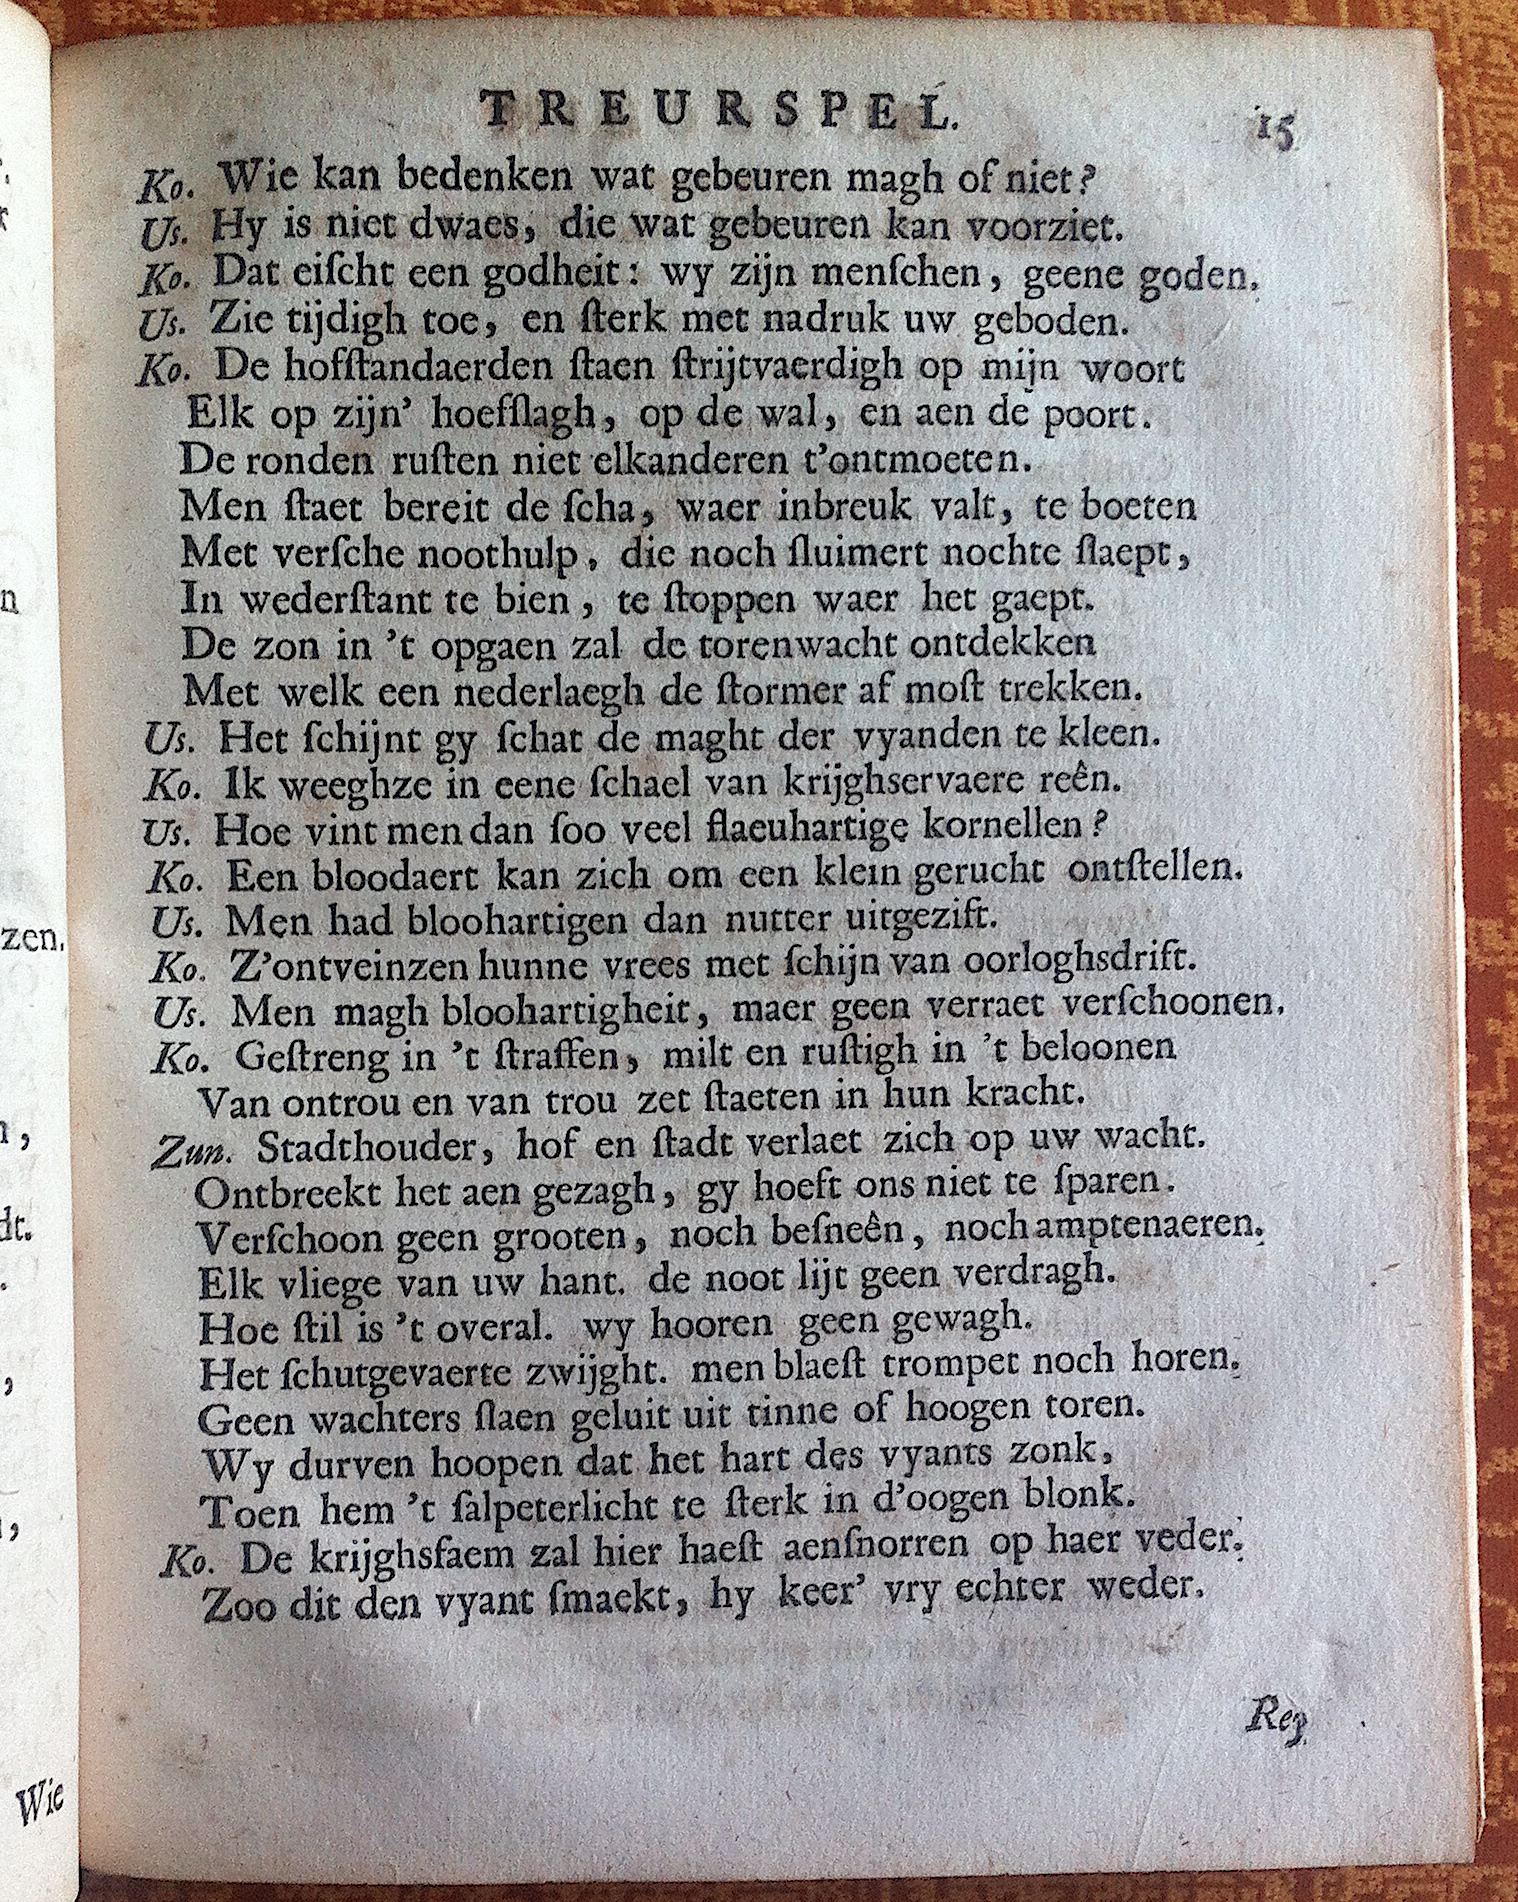 TREURSPEL. 15
Ko. Wie kan bedenken wat gebeuren magh of niet?
Us. Hy is niet dwaes, die wat gebeuren kan voorziet.
Ko. Dat eiſcht een godheit: wy zijn menſchen, geene goden.
Us. Zie tijdigh toe, en ſterk met nadruk uw geboden.
Ko. De hofſtandaerden ſtaen ſtrijtvaerdigh op mijn woort
Elk op zijn' hoefſlagh, op de wal, en aen de poort.
De ronden ruſten niet elkanderen t'ontmoeten.
Men ſtaet bereit de ſcha, waer inbreuk valt, te boeten
Met verſche noothulp, die noch ſluimert nochte ſlaept,
In wederſtant te bien, te ſtoppen waer het gaept.
De zon in 't opgaen zal de torenwacht ontdekken
Met welk een nederlaegh de ſtormer af moſt trekken.
Us. Het ſchijnt gy ſchat de maght der vyanden te kleen.
Ko. Ik weeghze in eene ſchael van krijghservaere reên.
Us. Hoe vint men dan ſoo veel flaeuhartige kornellen?
Ko. Een bloodaert kan zich om een klein gerucht ontſtellen.
Us. Men had bloohartigen dan nutter uitgezift.
Ko. Z'ontveinzen hunne vrees met ſchijn van oorloghsdrift.
Us. Men magh bloohartigheit, maer geen verraet verſchoonen.
Ko. Geſtreng in 't ſtraffen, milt en ruſtigh in 't beloonen
Van ontrou en van trou zet ſtaeten in hun kracht.
Zun. Stadthouder, hof en ſtadt verlaet zich op uw wacht.
Ontbreekt het aen gezagh, gy hoeft ons niet te ſparen.
Verſchoon geen grooten, noch beſneên, noch amptenaeren.
Elk vliege van uw hant. de noot lijt geen verdragh.
Hoe ſtil is 't overal. wy hooren geen gewagh.
Het ſchutgevaerte zwijght. men blaeſt trompet noch horen.
Geen wachters ſlaen geluit uit tinne of hoogen toren.
Wy durven hoopen dat het hart des vyants zonk,
Toen hem 't ſalpeterlicht te ſterk in d'oogen blonk.
Ko. De krijghsfaem zal hier haeſt aenſnorren op haer veder.
Zoo dit den vyant ſmaekt, hy keer' vry echter weder.
Rey
n
zen.
dt.
Wie